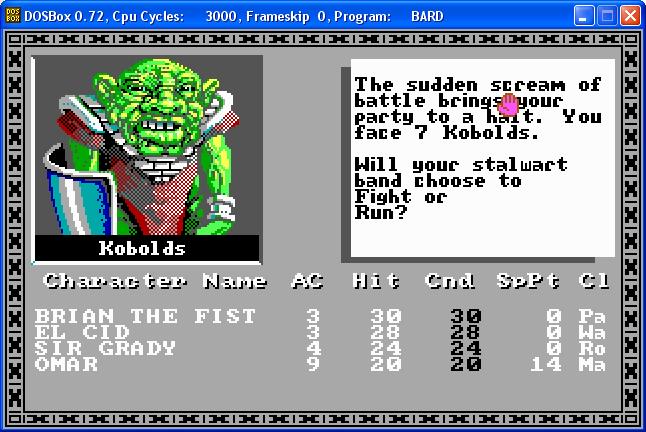 DOSBox 0.72, Cpu Cycles: 3000, Frameskip 0, Program: BARD
The sudden scream of
battle brings your
party to a halt. You
face 7 Kobolds.
Will your stalwart
band choose to
Fight or
Run?
Kobolds
Character Name AC Hit Cnd SpPt Cl
BRIAN THE FIST 3 30 30 0 Pa
EL CID 3 28 28 0 Wa
SIR GRADY 4 24 24 0 Ro
OMAR 9 20 20 14 Ma